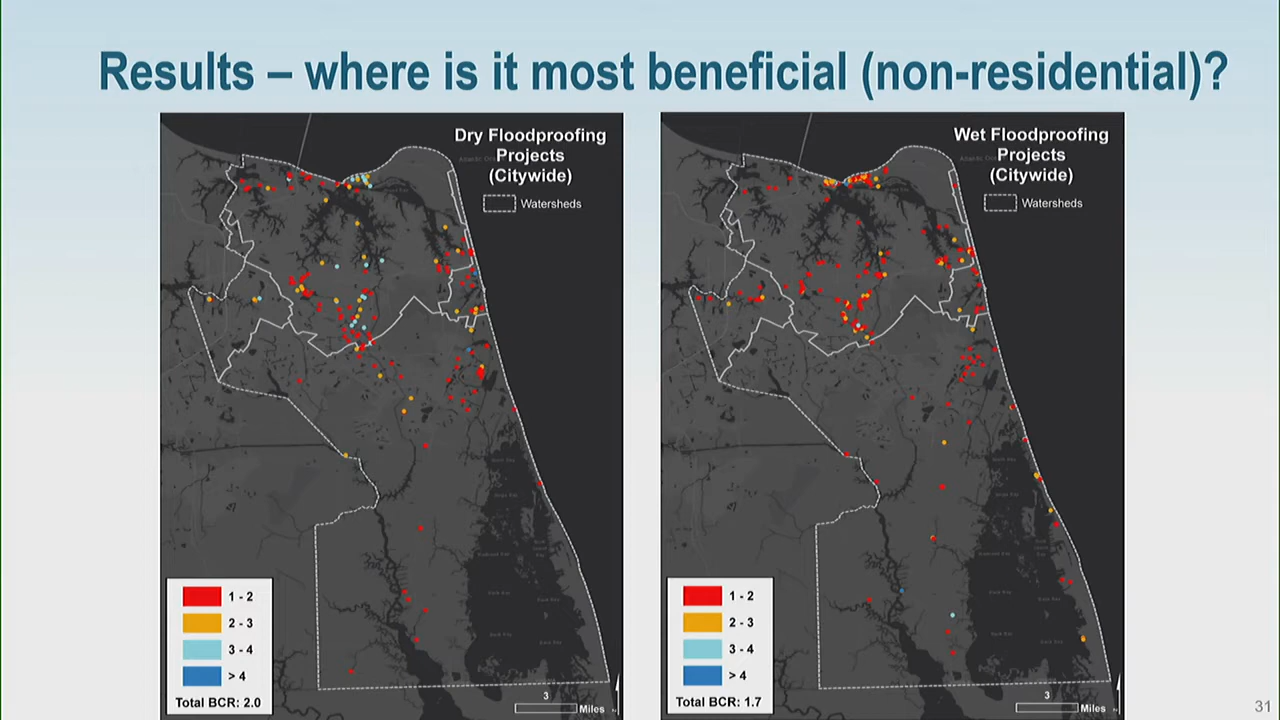 Results – where is it most beneficial (non-residential)?
Dry Floodproofing
Projects
(Citywide)
Watersheds
1 - 2
2 - 3
3 - 4
> 4
Total BCR: 2.0
3
Miles
Wet Floodproofing
Projects
(Citywide)
Watersheds
1 - 2
2 - 3
3 - 4
> 4
Total BCR: 1.7
3
Miles
31